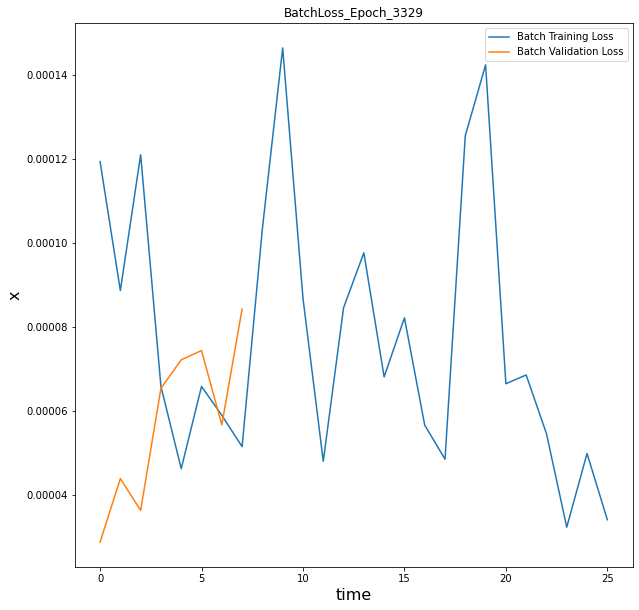 BatchLoss_Epoch_3329
Batch Training Loss
Batch Validation Loss
0.00014
0.00012
0.00010
0.00008
0.00006
0.00004
x
0
5
10
15
20
25
time